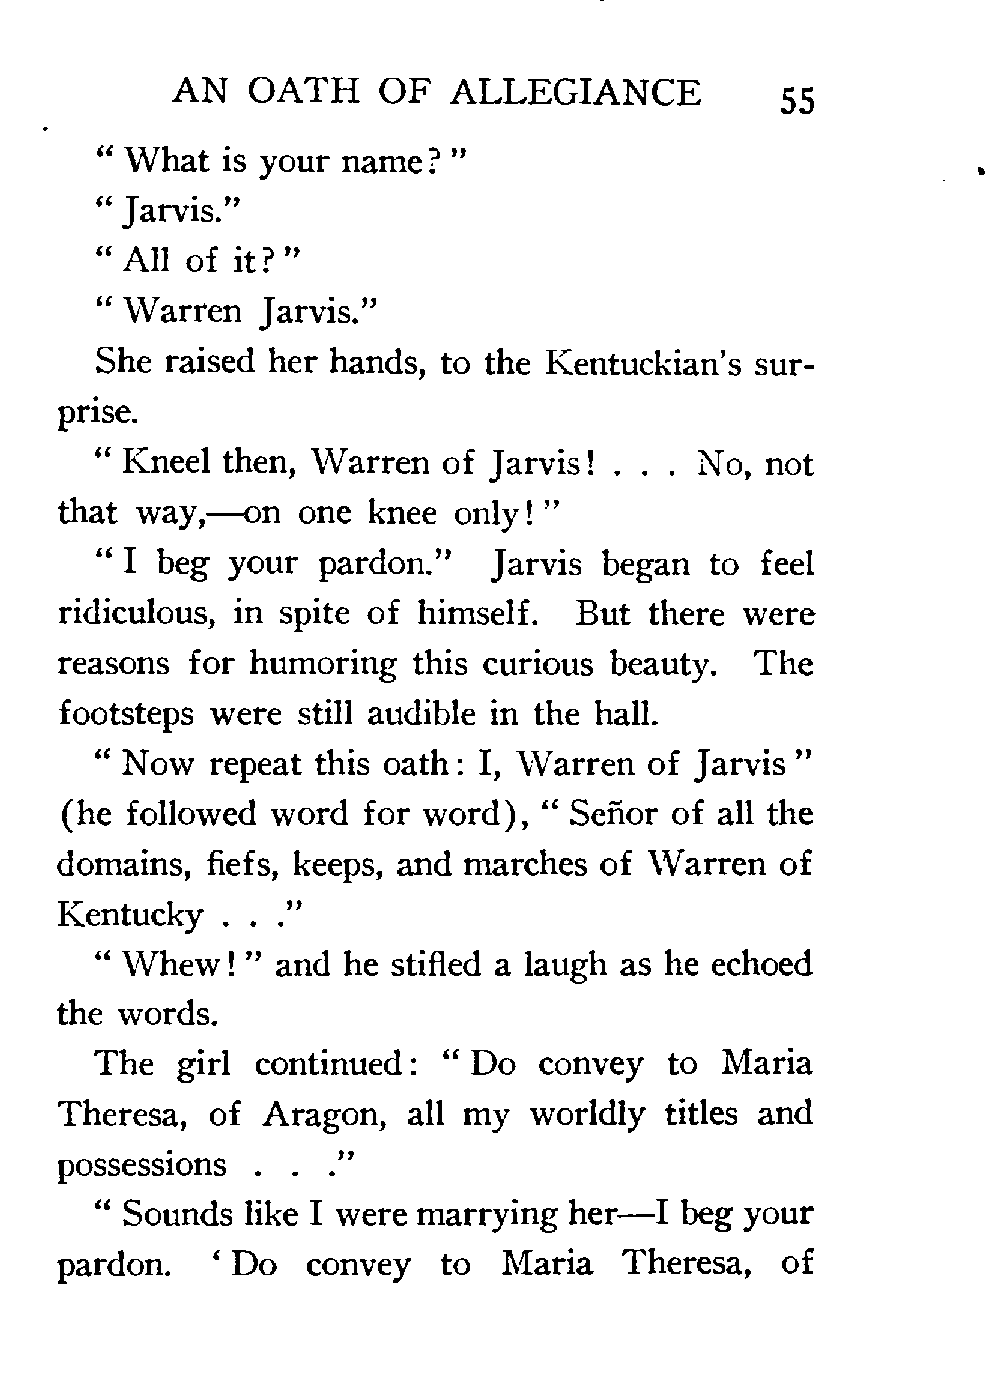 AN OATH OF ALLEGIANCE 55
" What is your name? "
" Jarvis."
" All of it? "
" Warren Jarvis."
She raised her hands, to the Kentuckian's sur-
prise.
" Kneel then, Warren of Jarvis! . . . No, not
that way,—on one knee only! "
" I beg your pardon." Jarvis began to feel
ridiculous, in spite of himself. But there were
reasons for humoring this curious beauty. The
footsteps were still audible in the hall.
" Now repeat this oath: I, Warren of Jarvis "
(he followed word for word), " Señor of all the
domains, fiefs, keeps, and marches of Warren of
Kentucky . . ."
" Whew! " and he stifled a laugh as he echoed
the words.
The girl continued: " Do convey to Maria
Theresa, of Aragon, all my worldly titles and
possessions . . ."
" Sounds like I were marrying her—I beg your
pardon. ' Do convey to Maria Theresa, of